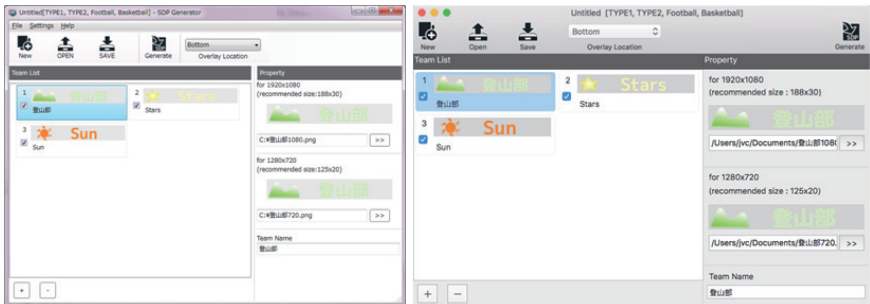 Untitled[TYPE1, TYPE2, Football, Basketball] - SDP Generator
File Settings Help
New
OPEN
SAVE
Generate
Bottom
Overlay Location
Team List
1
登山部
登山部
2
Stars
Stars
3
Sun
Sun
+
-
Property
for 1920x1080
(recommended size:188x30)
登山部
C:¥登山部1080.png
>>
for 1280x720
(recommended size:125x20)
登山部
C:¥登山部720.png
>>
Team Name
登山部
Untitled [TYPE1, TYPE2, Football, Basketball]
New
Open
Save
Bottom
Overlay Location
SDP
Generate
Team List
1
登山部
登山部
2
Stars
Stars
3
Sun
Sun
+
−
Property
for 1920x1080
(recommended size : 188x30)
登山部
/Users/jvc/Documents/登山部108(
>>
for 1280x720
(recommended size : 125x20)
登山部
/Users/jvc/Documents/登山部720.
>>
Team Name
登山部